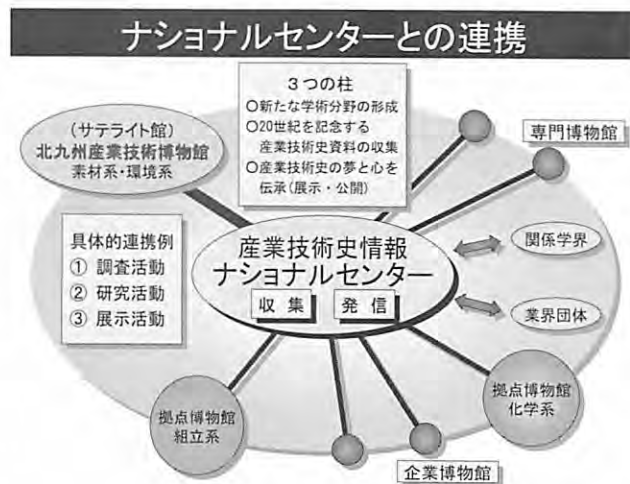 ナショナルセンターとの連携
3つの柱
○新たな学術分野の形成
○20世紀を記念する
産業技術史資料の収集
○産業技術史の夢と心を
伝承(展示・公開)
(サテライト館)
北九州産業技術博物館
素材系・環境系
専門博物館
具体的連携例
① 調査活動
② 研究活動
③ 展示活動
産業技術史情報
ナショナルセンター
収集
発信
関係学界
業界団体
拠点博物館
組立系
拠点博物館
化学系
企業博物館